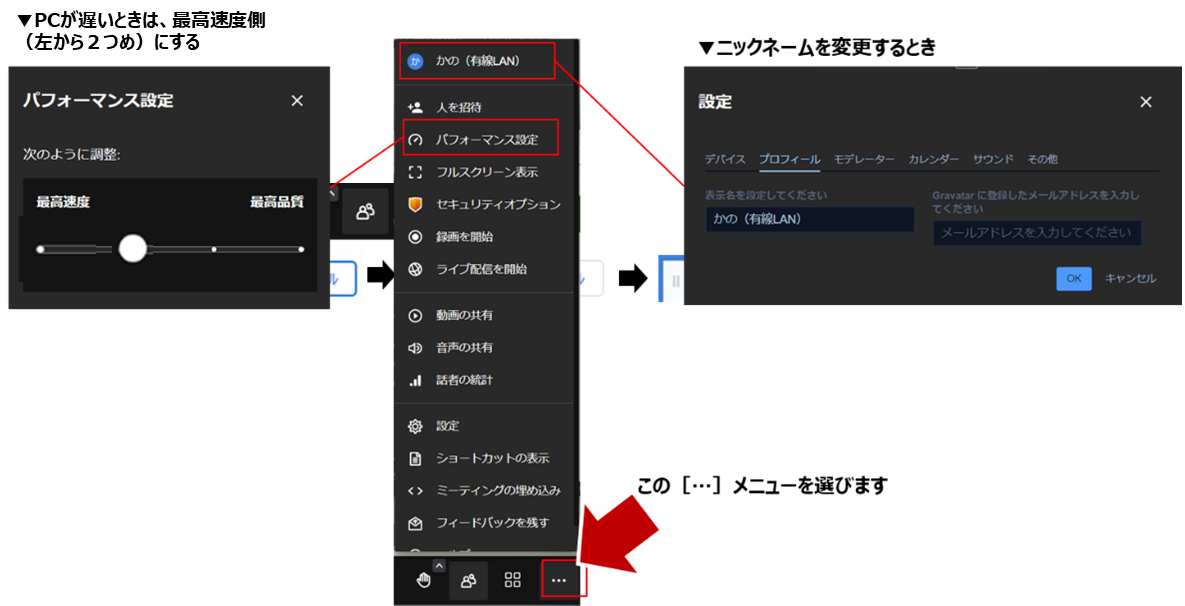 ▼PCが遅いときは、最高速度側
（左から２つめ）にする
パフォーマンス設定
次のように調整:
最高速度
最高品質
ル
か
かの（有線LAN）
人を招待
パフォーマンス設定
フルスクリーン表示
セキュリティオプション
録画を開始
ライブ配信を開始
動画の共有
音声の共有
話者の統計
設定
ショートカットの表示
ミーティングの埋め込み
フィードバックを残す
▼ニックネームを変更するとき
設定
デバイス プロフィール モデレーター カレンダー サウンド その他
表示名を設定してください
かの（有線LAN）
Gravatar に登録したメールアドレスを入力し
てください
メールアドレスを入力してください
OK キャンセル
この［…］メニューを選びます